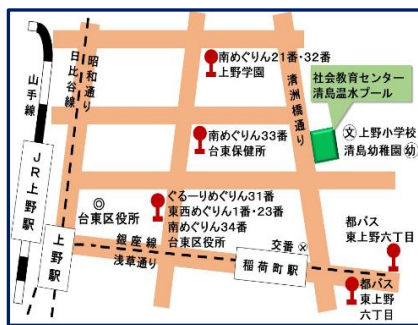 山手線
JR上野駅
日比谷線
昭和通り
上野駅
南めぐりん21番・32番
上野学園
清洲橋通り
社会教育センター
清島温水プール
文 上野小学校
清島幼稚園 幼
南めぐりん33番
台東保健所
台東区役所
ぐるーりめぐりん31番
東西めぐりん1番・23番
南めぐりん34番
台東区役所
銀座線
浅草通り
交番
稲荷町駅
都バス
東上野六丁目
都バス
東上野
六丁目